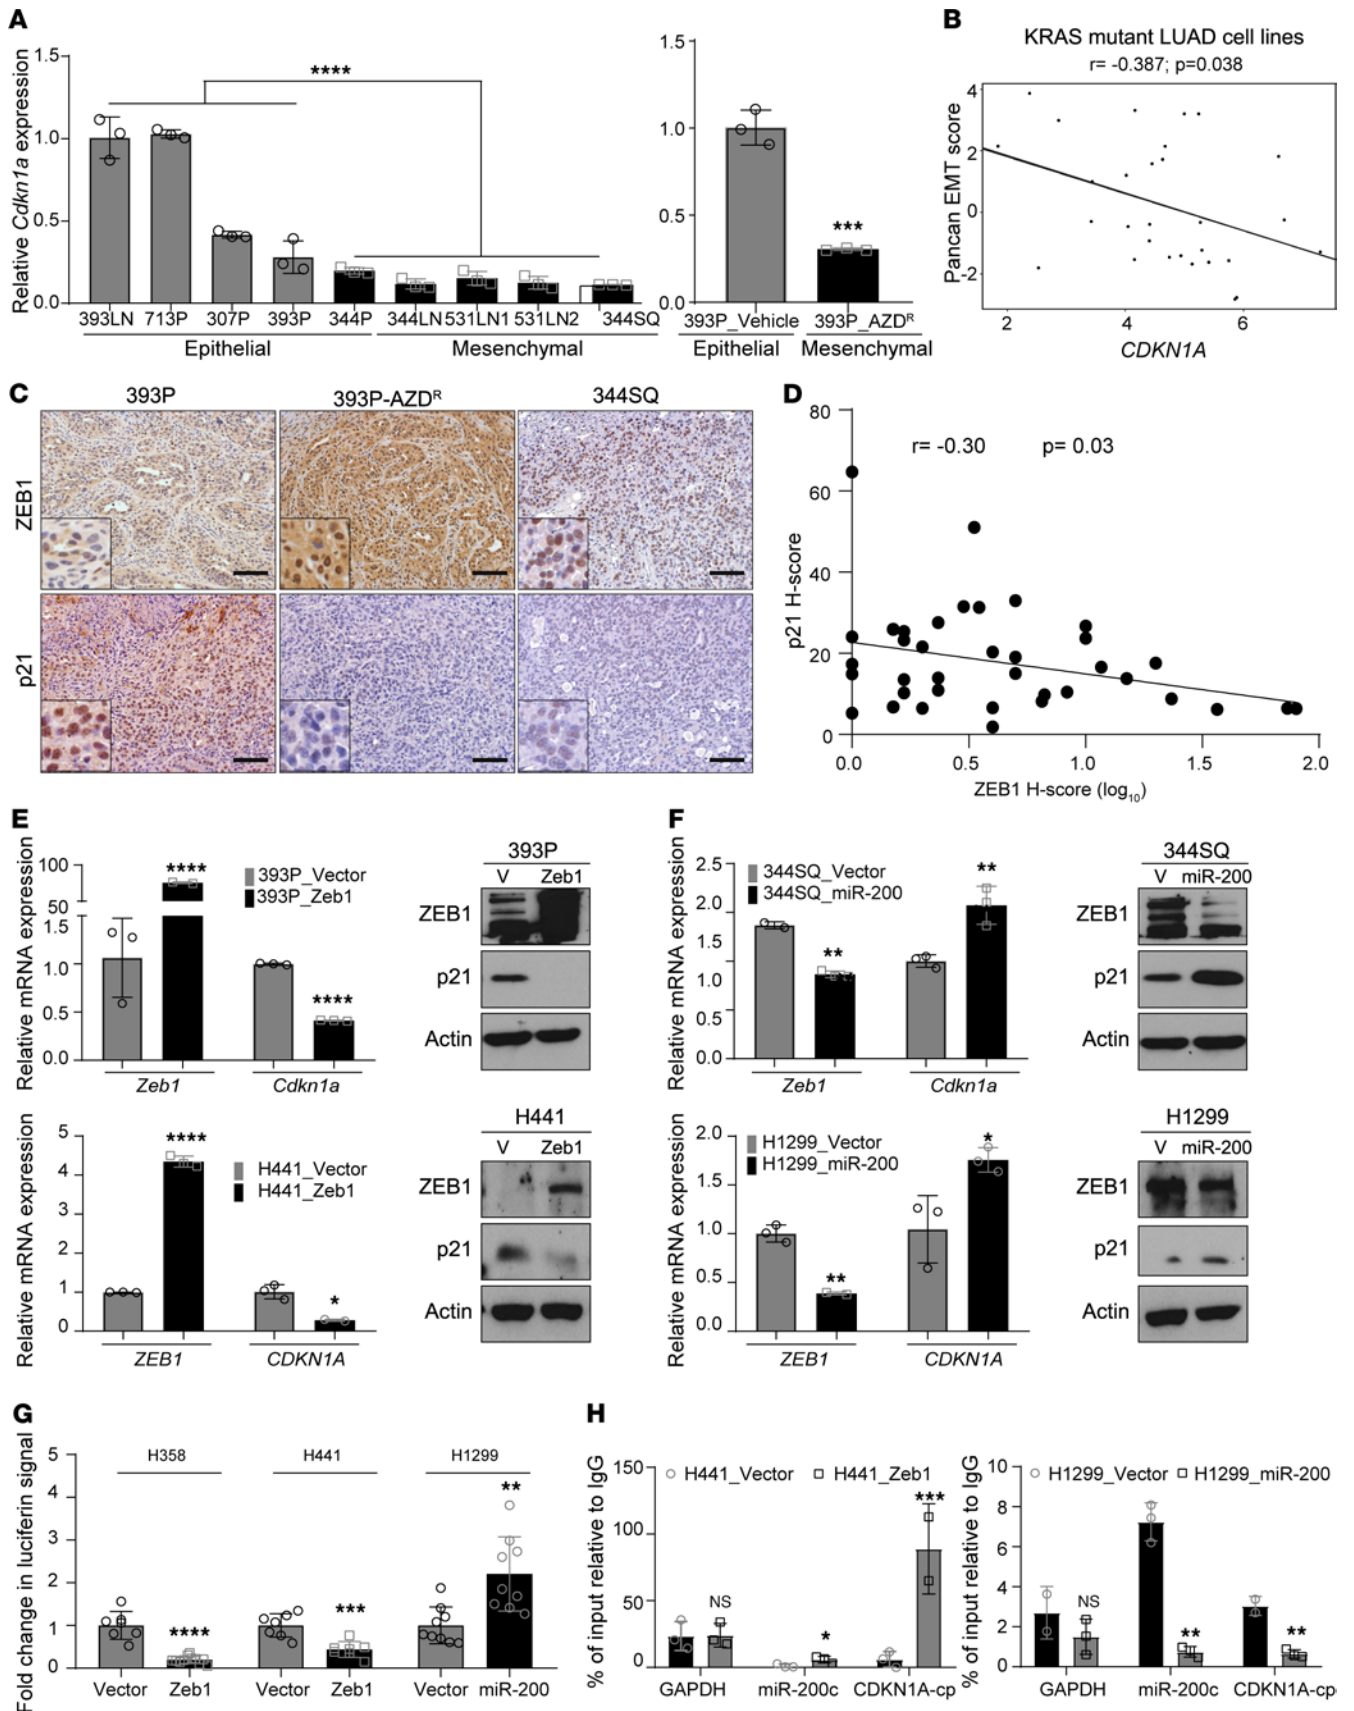 A
Relative Cdkn1a expression
1.5
1.0
0.5
0.0
****
393LN 713P 307P 393P 344P 344LN 531LN1 531LN2 344SQ
Epithelial Mesenchymal
1.5
1.0
0.5
0.0
***
393P_Vehicle 393P_AZDR
Epithelial Mesenchymal
B
KRAS mutant LUAD cell lines
r= -0.387; p=0.038
Pancan EMT score
4
2
0
-2
2 4 6
CDKN1A
C
393P 393P-AZDR 344SQ
ZEB1
p21
D
80
60
40
20
0
r= -0.30 p= 0.03
p21 H-score
0.0 0.5 1.0 1.5 2.0
ZEB1 H-score (log10)
E
Relative mRNA expression
100
50
1.5
1.0
0.5
0.0
****
****
393P_Vector
393P_Zeb1
Zeb1 Cdkn1a
393P
V Zeb1
ZEB1
p21
Actin
Relative mRNA expression
5
4
3
2
1
0
****
*
H441_Vector
H441_Zeb1
ZEB1 CDKN1A
H441
V Zeb1
ZEB1
p21
Actin
F
Relative mRNA expression
2.5
2.0
1.5
1.0
0.5
0.0
344SQ_Vector
344SQ_miR-200
**
**
Zeb1 Cdkn1a
344SQ
V miR-200
ZEB1
p21
Actin
Relative mRNA expression
2.0
1.5
1.0
0.5
0.0
H1299_Vector
H1299_miR-200
**
*
ZEB1 CDKN1A
H1299
V miR-200
ZEB1
p21
Actin
G
Fold change in luciferin signal
5
4
3
2
1
0
H358 H441 H1299
****
***
**
Vector Zeb1 Vector Zeb1 Vector miR-200
H
% of input relative to IgG
150
100
50
0
H441_Vector H441_Zeb1
NS
*
***
GAPDH miR-200c CDKN1A-cp
% of input relative to IgG
10
8
6
4
2
0
H1299_Vector H1299_miR-200
NS
**
**
GAPDH miR-200c CDKN1A-cp